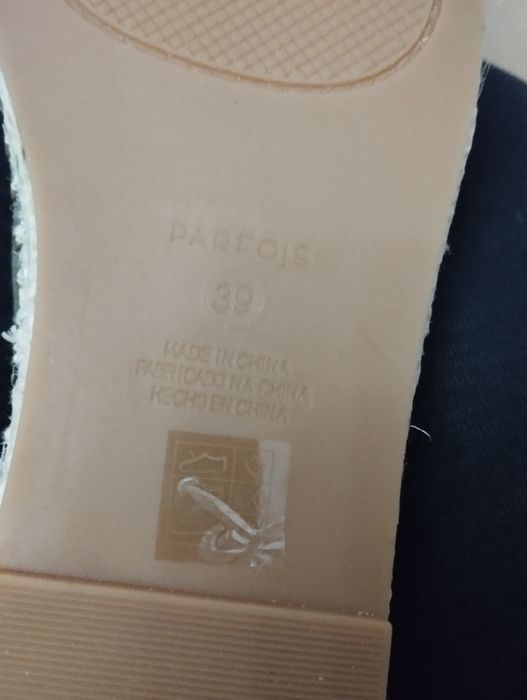 PARFOIS
39
MADE IN CHINA
FABRICADO NA CHINA
HECHO EN CHINA